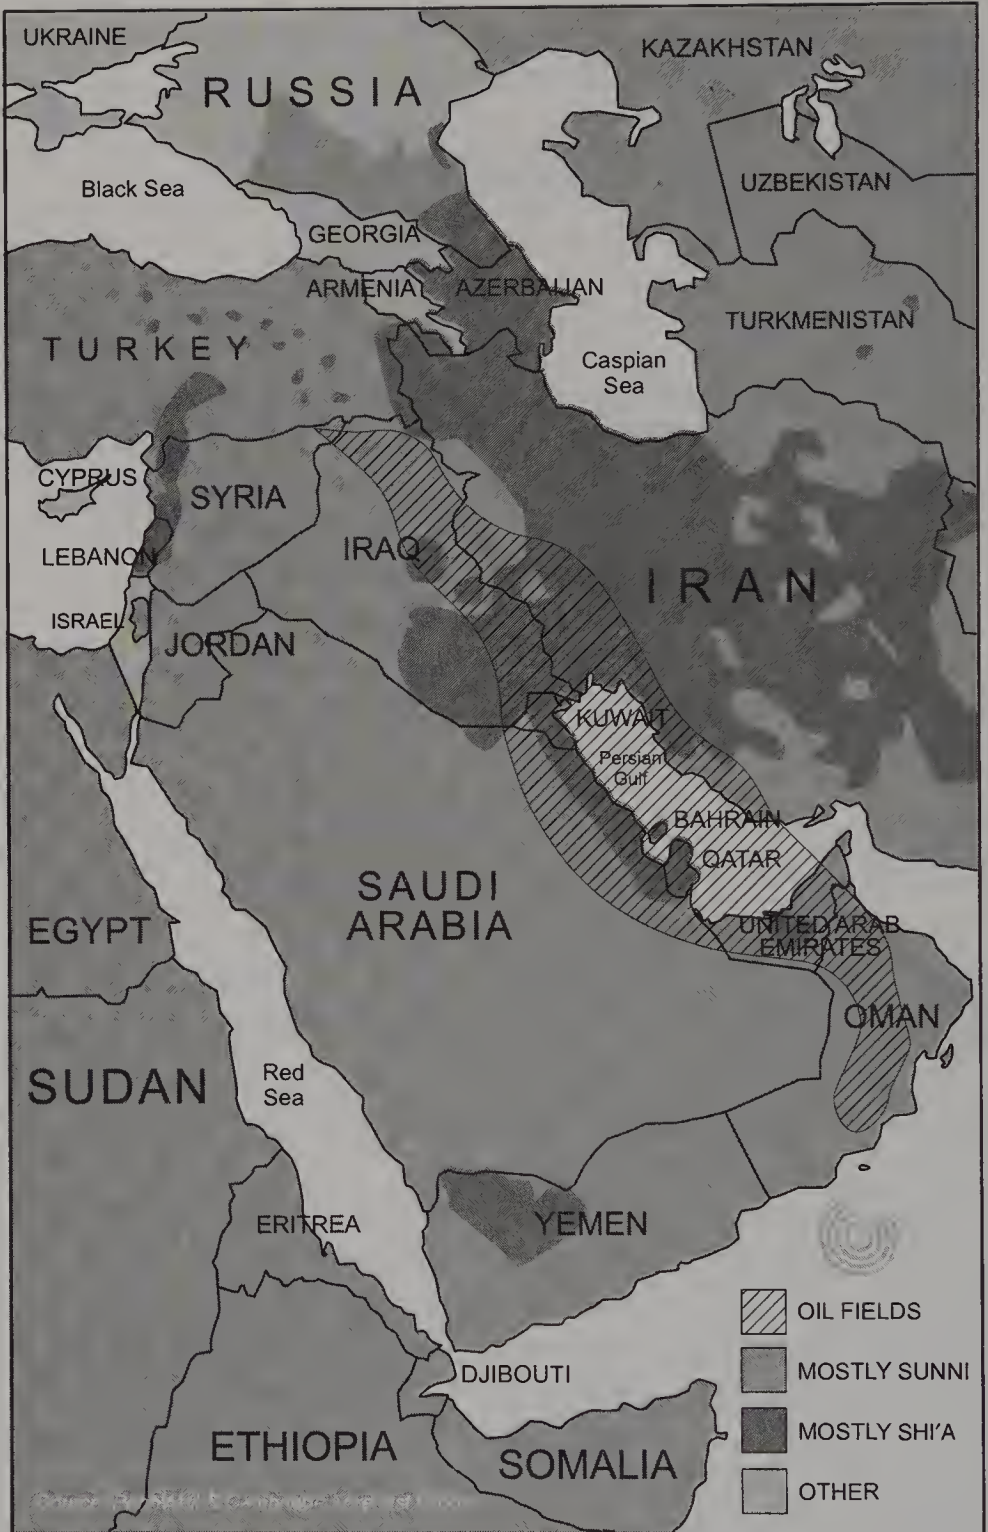 UKRAINE
KAZAKHSTAN
RUSSIA
UZBEKISTAN
Black Sea
GEORGIA
ARMENIA
AZERBAIJAN
TURKMENISTAN
TURKEY
Caspian
Sea
CYPRUS
SYRIA
LEBANON
IRAQ
IRAN
ISRAEL
JORDAN
KUWAIT
Persian
Gulf
BAHRAIN
QATAR
SAUDI
ARABIA
EGYPT
UNITED ARAB
EMIRATES
OMAN
SUDAN
Red
Sea
ERITREA
YEMEN
OIL FIELDS
MOSTLY SUNNI
DJIBOUTI
MOSTLY SHI'A
ETHIOPIA
SOMALIA
OTHER